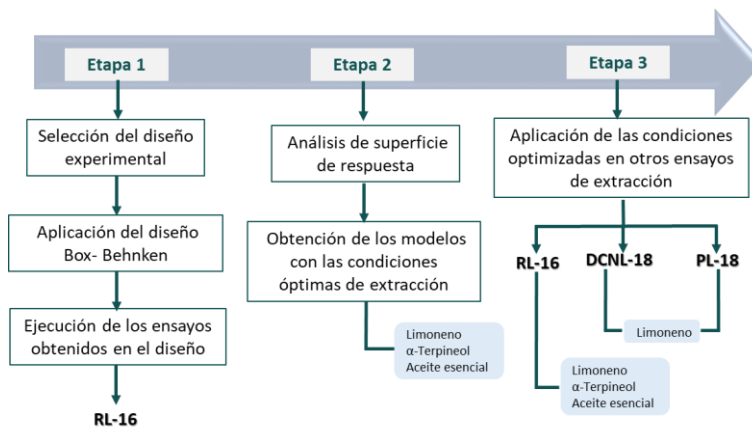 Etapa 1
Selección del diseño
experimental
Aplicación del diseño
Box- Behnken
Ejecución de los ensayos
obtenidos en el diseño
RL-16
Etapa 2
Análisis de superficie
de respuesta
Obtención de los modelos
con las condiciones
óptimas de extracción
Limoneno
α-Terpineol
Aceite esencial
Etapa 3
Aplicación de las condiciones
optimizadas en otros ensayos
de extracción
RL-16
DCNL-18
PL-18
Limoneno
Limoneno
α-Terpineol
Aceite esencial